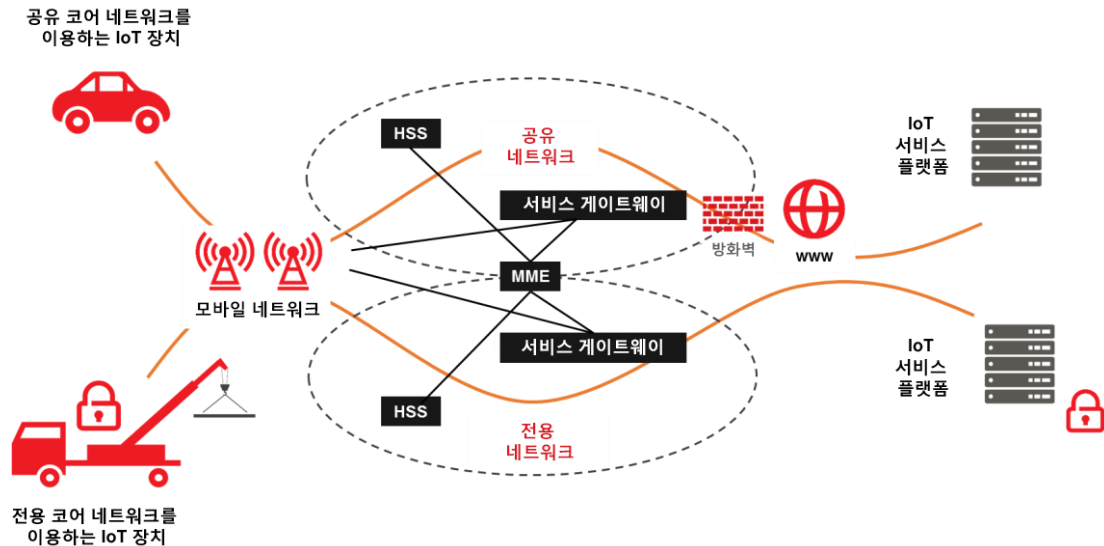 공유 코어 네트워크를
이용하는 IoT 장치
HSS
공유
네트워크
IoT
서비스
플랫폼
서비스 게이트웨이
방화벽
www
MME
모바일 네트워크
서비스 게이트웨이
IoT
서비스
플랫폼
HSS
전용
네트워크
전용 코어 네트워크를
이용하는 IoT 장치